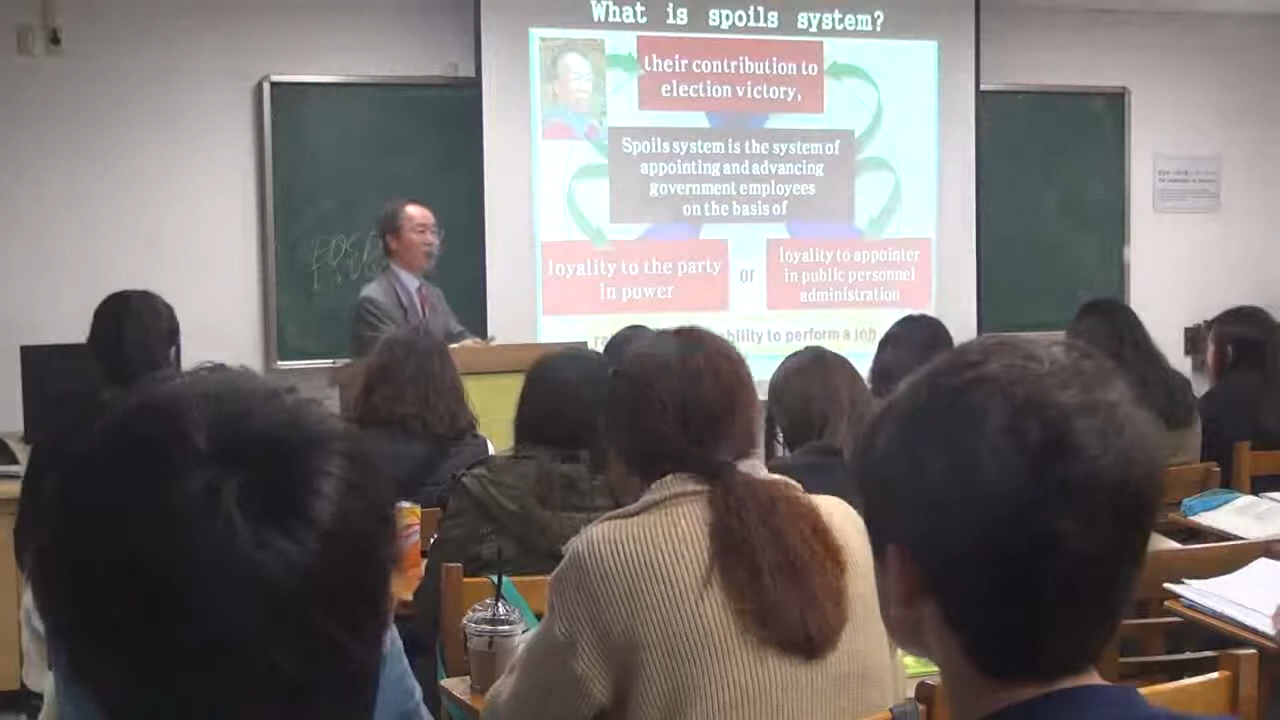 What is spoils system?
their contribution to
election victory,
Spoils system is the system of
appointing and advancing
government employees
on the basis of
loyality to the party
in power
or
loyality to appointer
in public personnel
administration
ability to perform a job